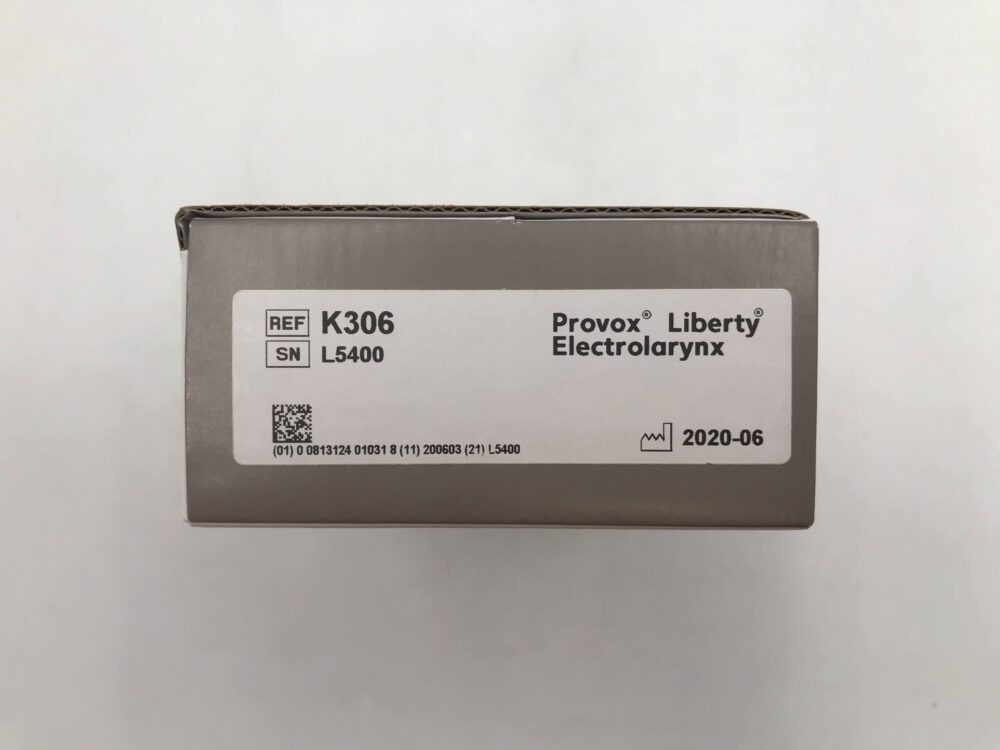 REF K306
SN L5400
Provox® Liberty®
Electrolarynx
(01) 0 0813124 01031 8 (11) 200603 (21) L5400
2020-06